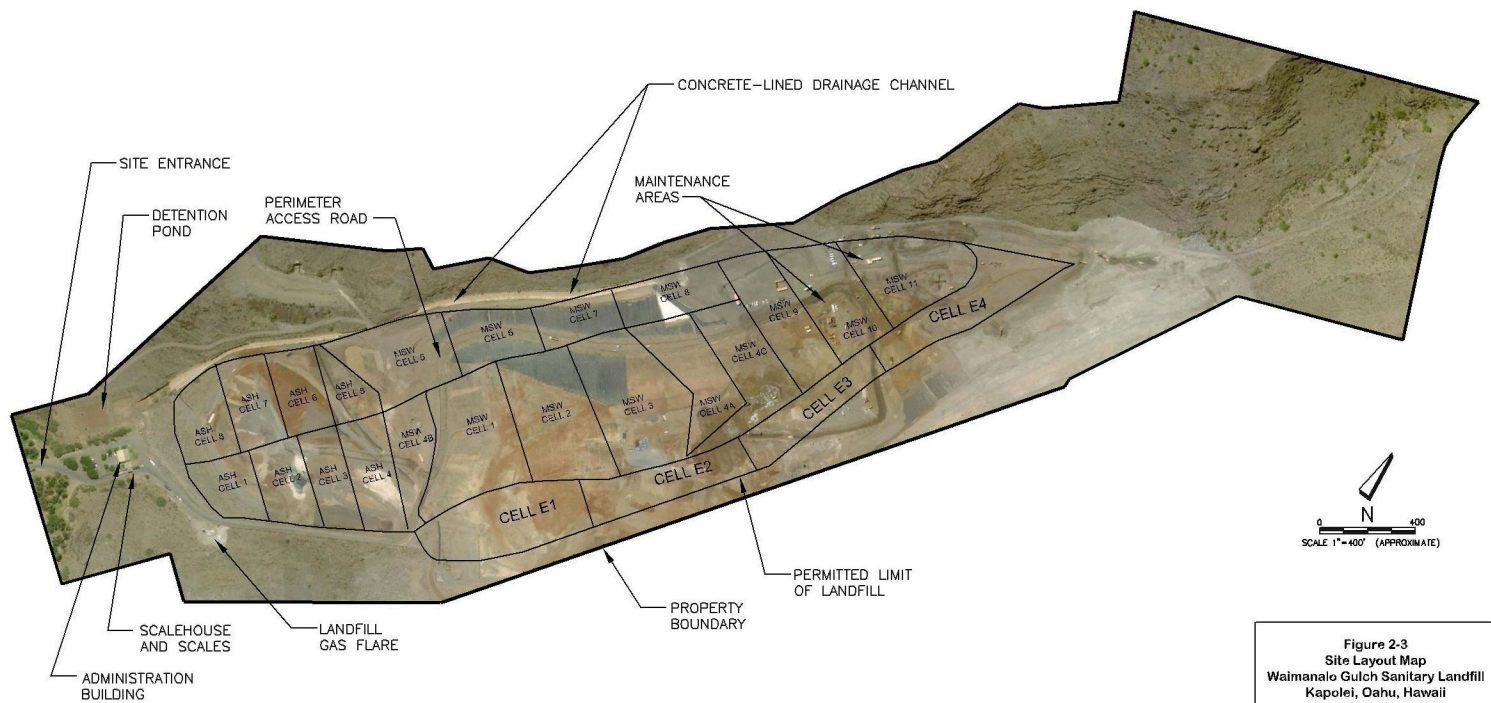 CONCRETE-LINED DRAINAGE CHANNEL
SITE ENTRANCE
DETENTION
POND
PERIMETER
ACCESS ROAD
MAINTENANCE
AREAS
MSW
CELL 5
MSW
CELL 6
MSW
CELL 7
MSW
CELL 8
MSW
CELL 9
MSW
CELL 10
MSW
CELL 11
ASH
CELL 8
ASH
CELL 7
ASH
CELL 6
ASH
CELL 5
ASH
CELL 1
ASH
CELL 2
ASH
CELL 3
ASH
CELL 4
MSW
CELL 4B
MSW
CELL 1
MSW
CELL 2
MSW
CELL 3
MSW
CELL 4A
MSW
CELL 4C
CELL E1
CELL E2
CELL E3
CELL E4
SCALEHOUSE
AND SCALES
ADMINISTRATION
BUILDING
LANDFILL
GAS FLARE
PROPERTY
BOUNDARY
PERMITTED LIMIT
OF LANDFILL
N
0 400
SCALE 1"=400' (APPROXIMATE)
Figure 2-3
Site Layout Map
Waimanalo Gulch Sanitary Landfill
Kapolei, Oahu, Hawaii